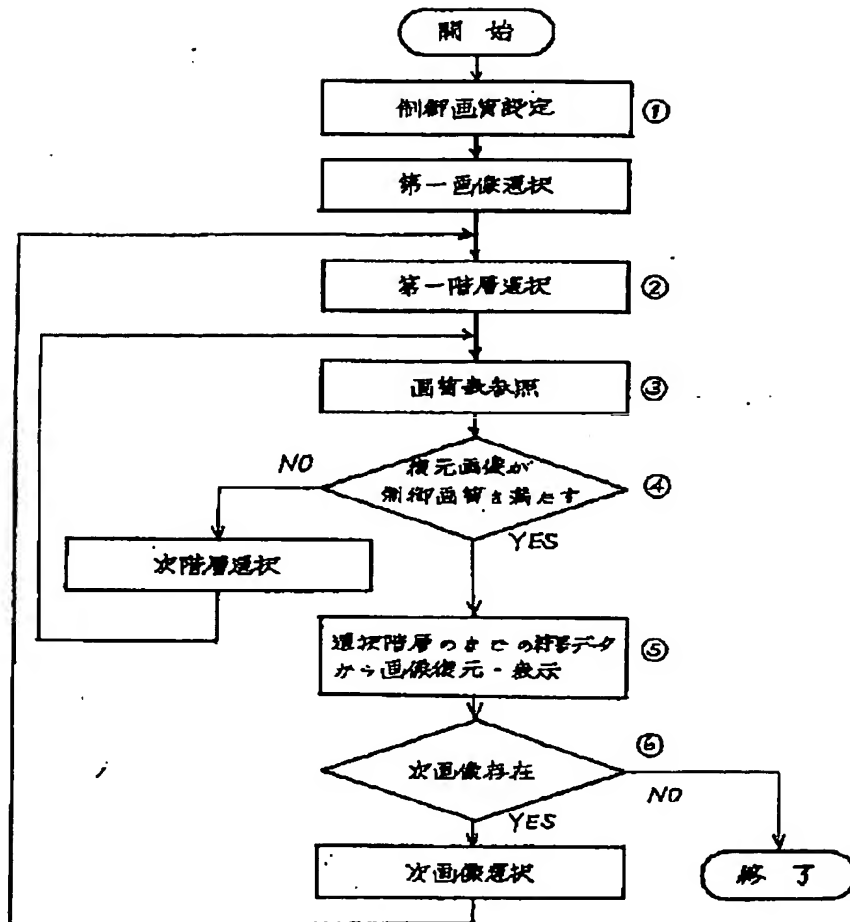 開 始
制御画質設定
①
第一画像選択
第一階層選択
②
画質表参照
③
復元画像が
制御画質を満たす
④
NO
YES
次階層選択
選択階層のまでの符号データ
から画像復元・表示
⑤
次画像存在
⑥
NO
YES
次画像選択
終 了